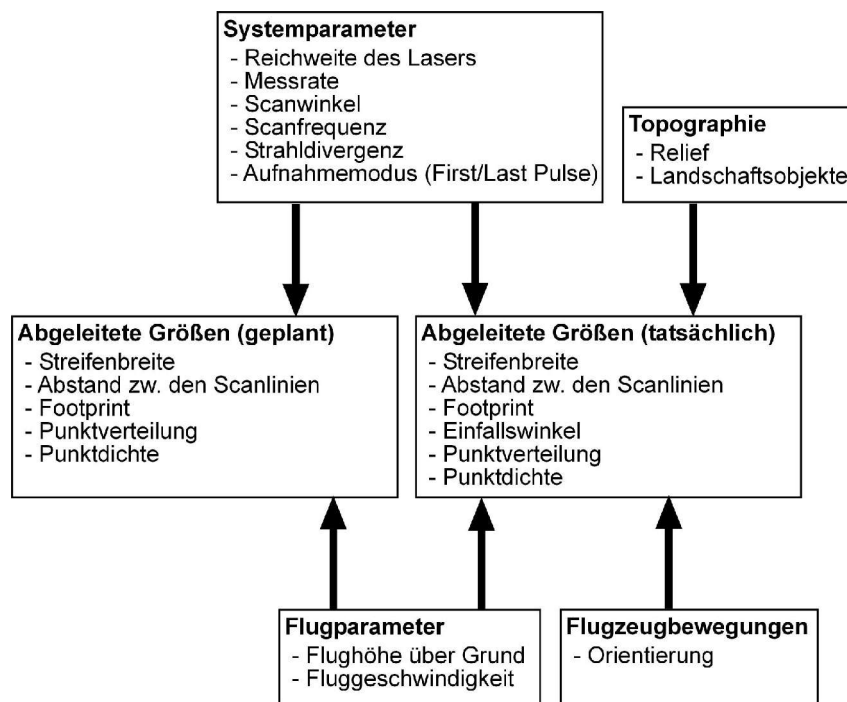 Systemparameter
- Reichweite des Lasers
- Messrate
- Scanwinkel
- Scanfrequenz
- Strahldivergenz
- Aufnahmemodus (First/Last Pulse)
Topographie
- Relief
- Landschaftsobjekte
Abgeleitete Größen (geplant)
- Streifenbreite
- Abstand zw. den Scanlinien
- Footprint
- Punktverteilung
- Punktdichte
Abgeleitete Größen (tatsächlich)
- Streifenbreite
- Abstand zw. den Scanlinien
- Footprint
- Einfallswinkel
- Punktverteilung
- Punktdichte
Flugparameter
- Flughöhe über Grund
- Fluggeschwindigkeit
Flugzeugbewegungen
- Orientierung